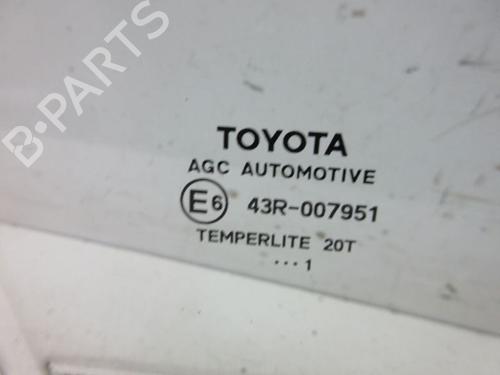 B-PARTS
TOYOTA
AGC AUTOMOTIVE
E6 43R-007951
TEMPERLITE 20T
···1